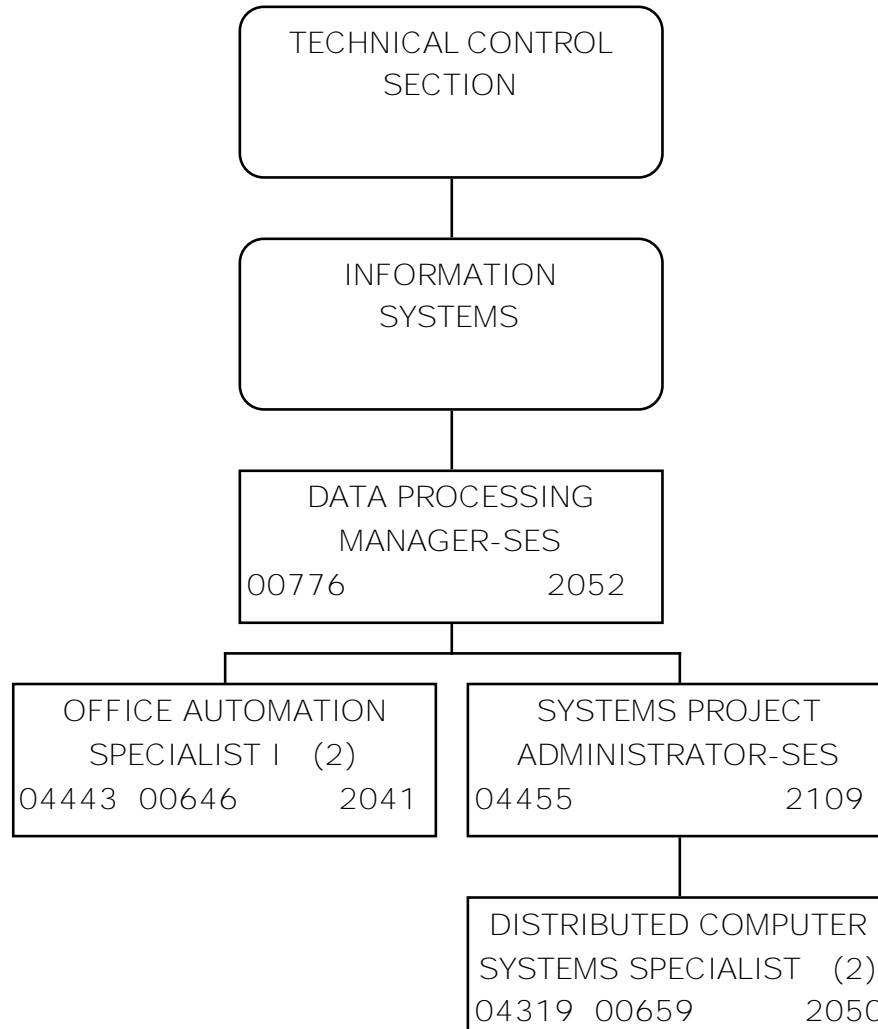 TECHNICAL CONTROL
SECTION
INFORMATION
SYSTEMS
DATA PROCESSING
MANAGER-SES
00776 2052
OFFICE AUTOMATION
SPECIALIST I (2)
04443 00646 2041
SYSTEMS PROJECT
ADMINISTRATOR-SES
04455 2109
DISTRIBUTED COMPUTER
SYSTEMS SPECIALIST (2)
04319 00659 2050